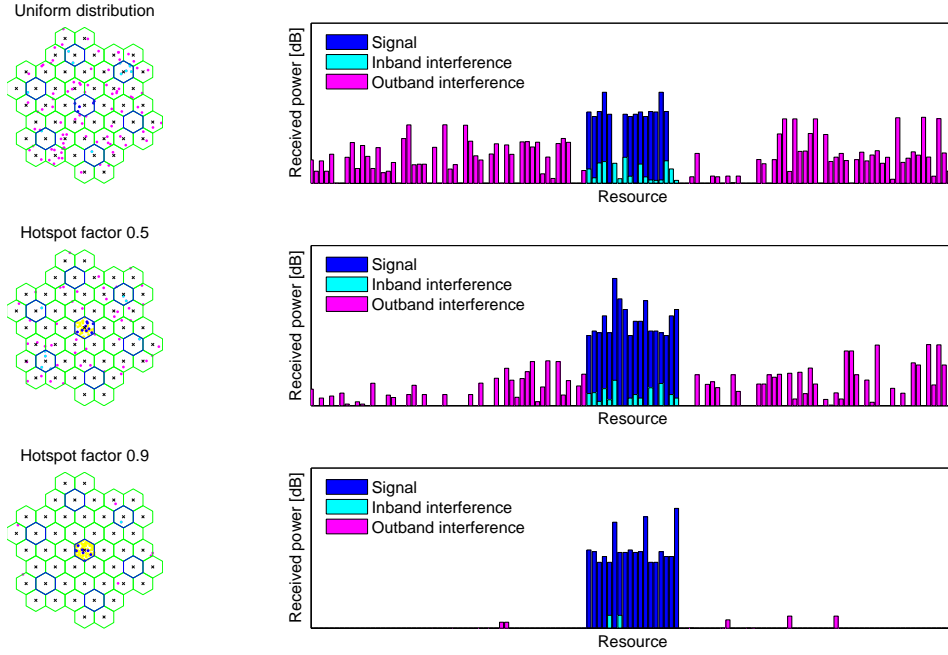 Uniform distribution
Received power [dB]
Signal
Inband interference
Outband interference
Resource
Hotspot factor 0.5
Received power [dB]
Signal
Inband interference
Outband interference
Resource
Hotspot factor 0.9
Received power [dB]
Signal
Inband interference
Outband interference
Resource